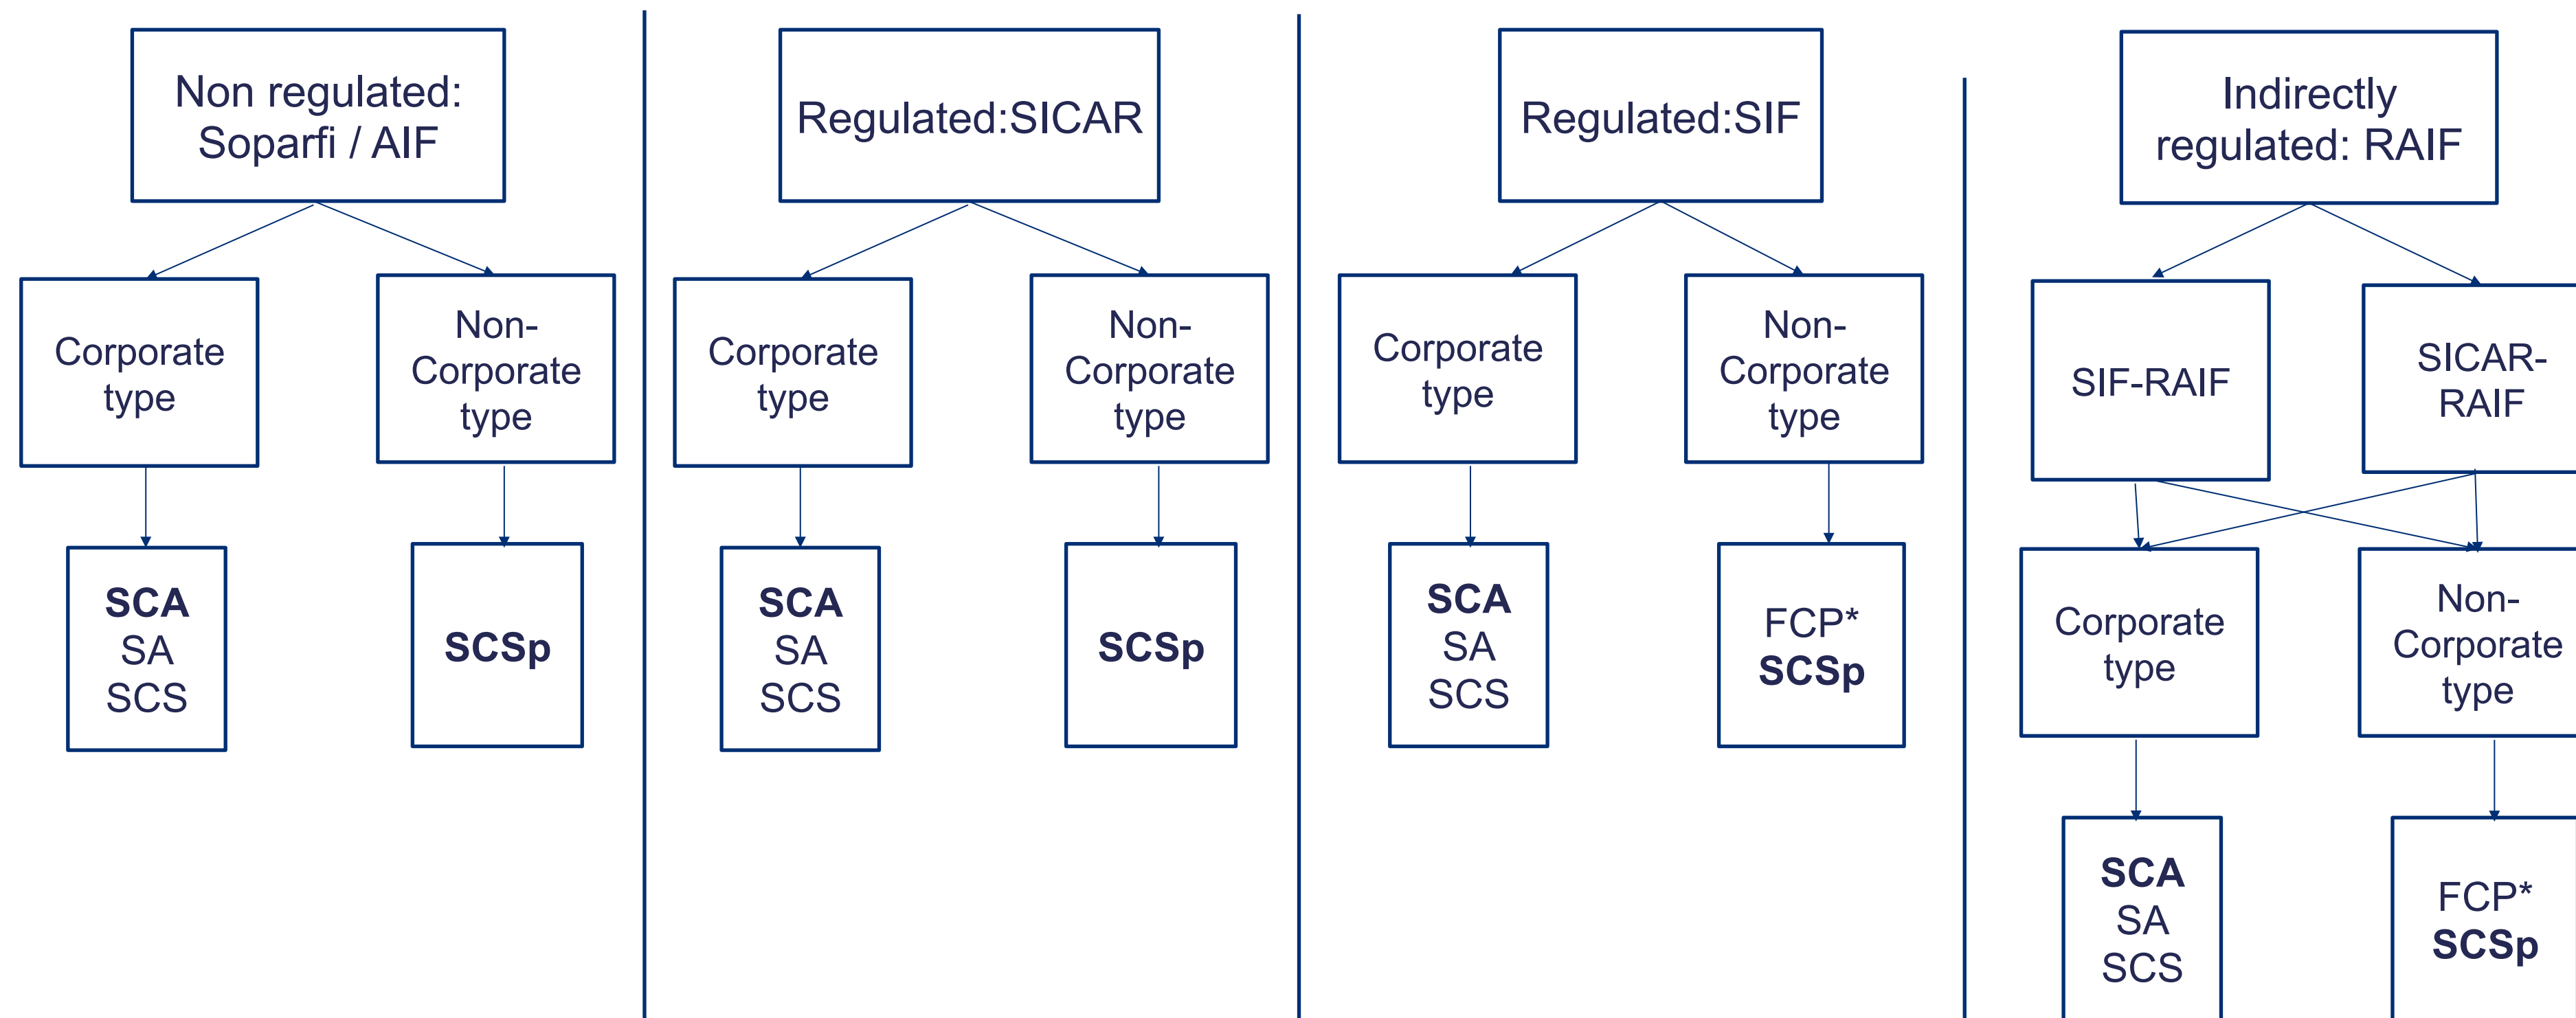 Non regulated:
Soparfi / AIF
Regulated:SICAR
Regulated:SIF
Indirectly
regulated: RAIF
Corporate
type
Non-
Corporate
type
Corporate
type
Non-
Corporate
type
Corporate
type
Non-
Corporate
type
SIF-RAIF
SICAR-
RAIF
SCA
SA
SCS
SCSp
SCA
SA
SCS
SCSp
SCA
SA
SCS
FCP*
SCSp
Corporate
type
Non-
Corporate
type
SCA
SA
SCS
FCP*
SCSp